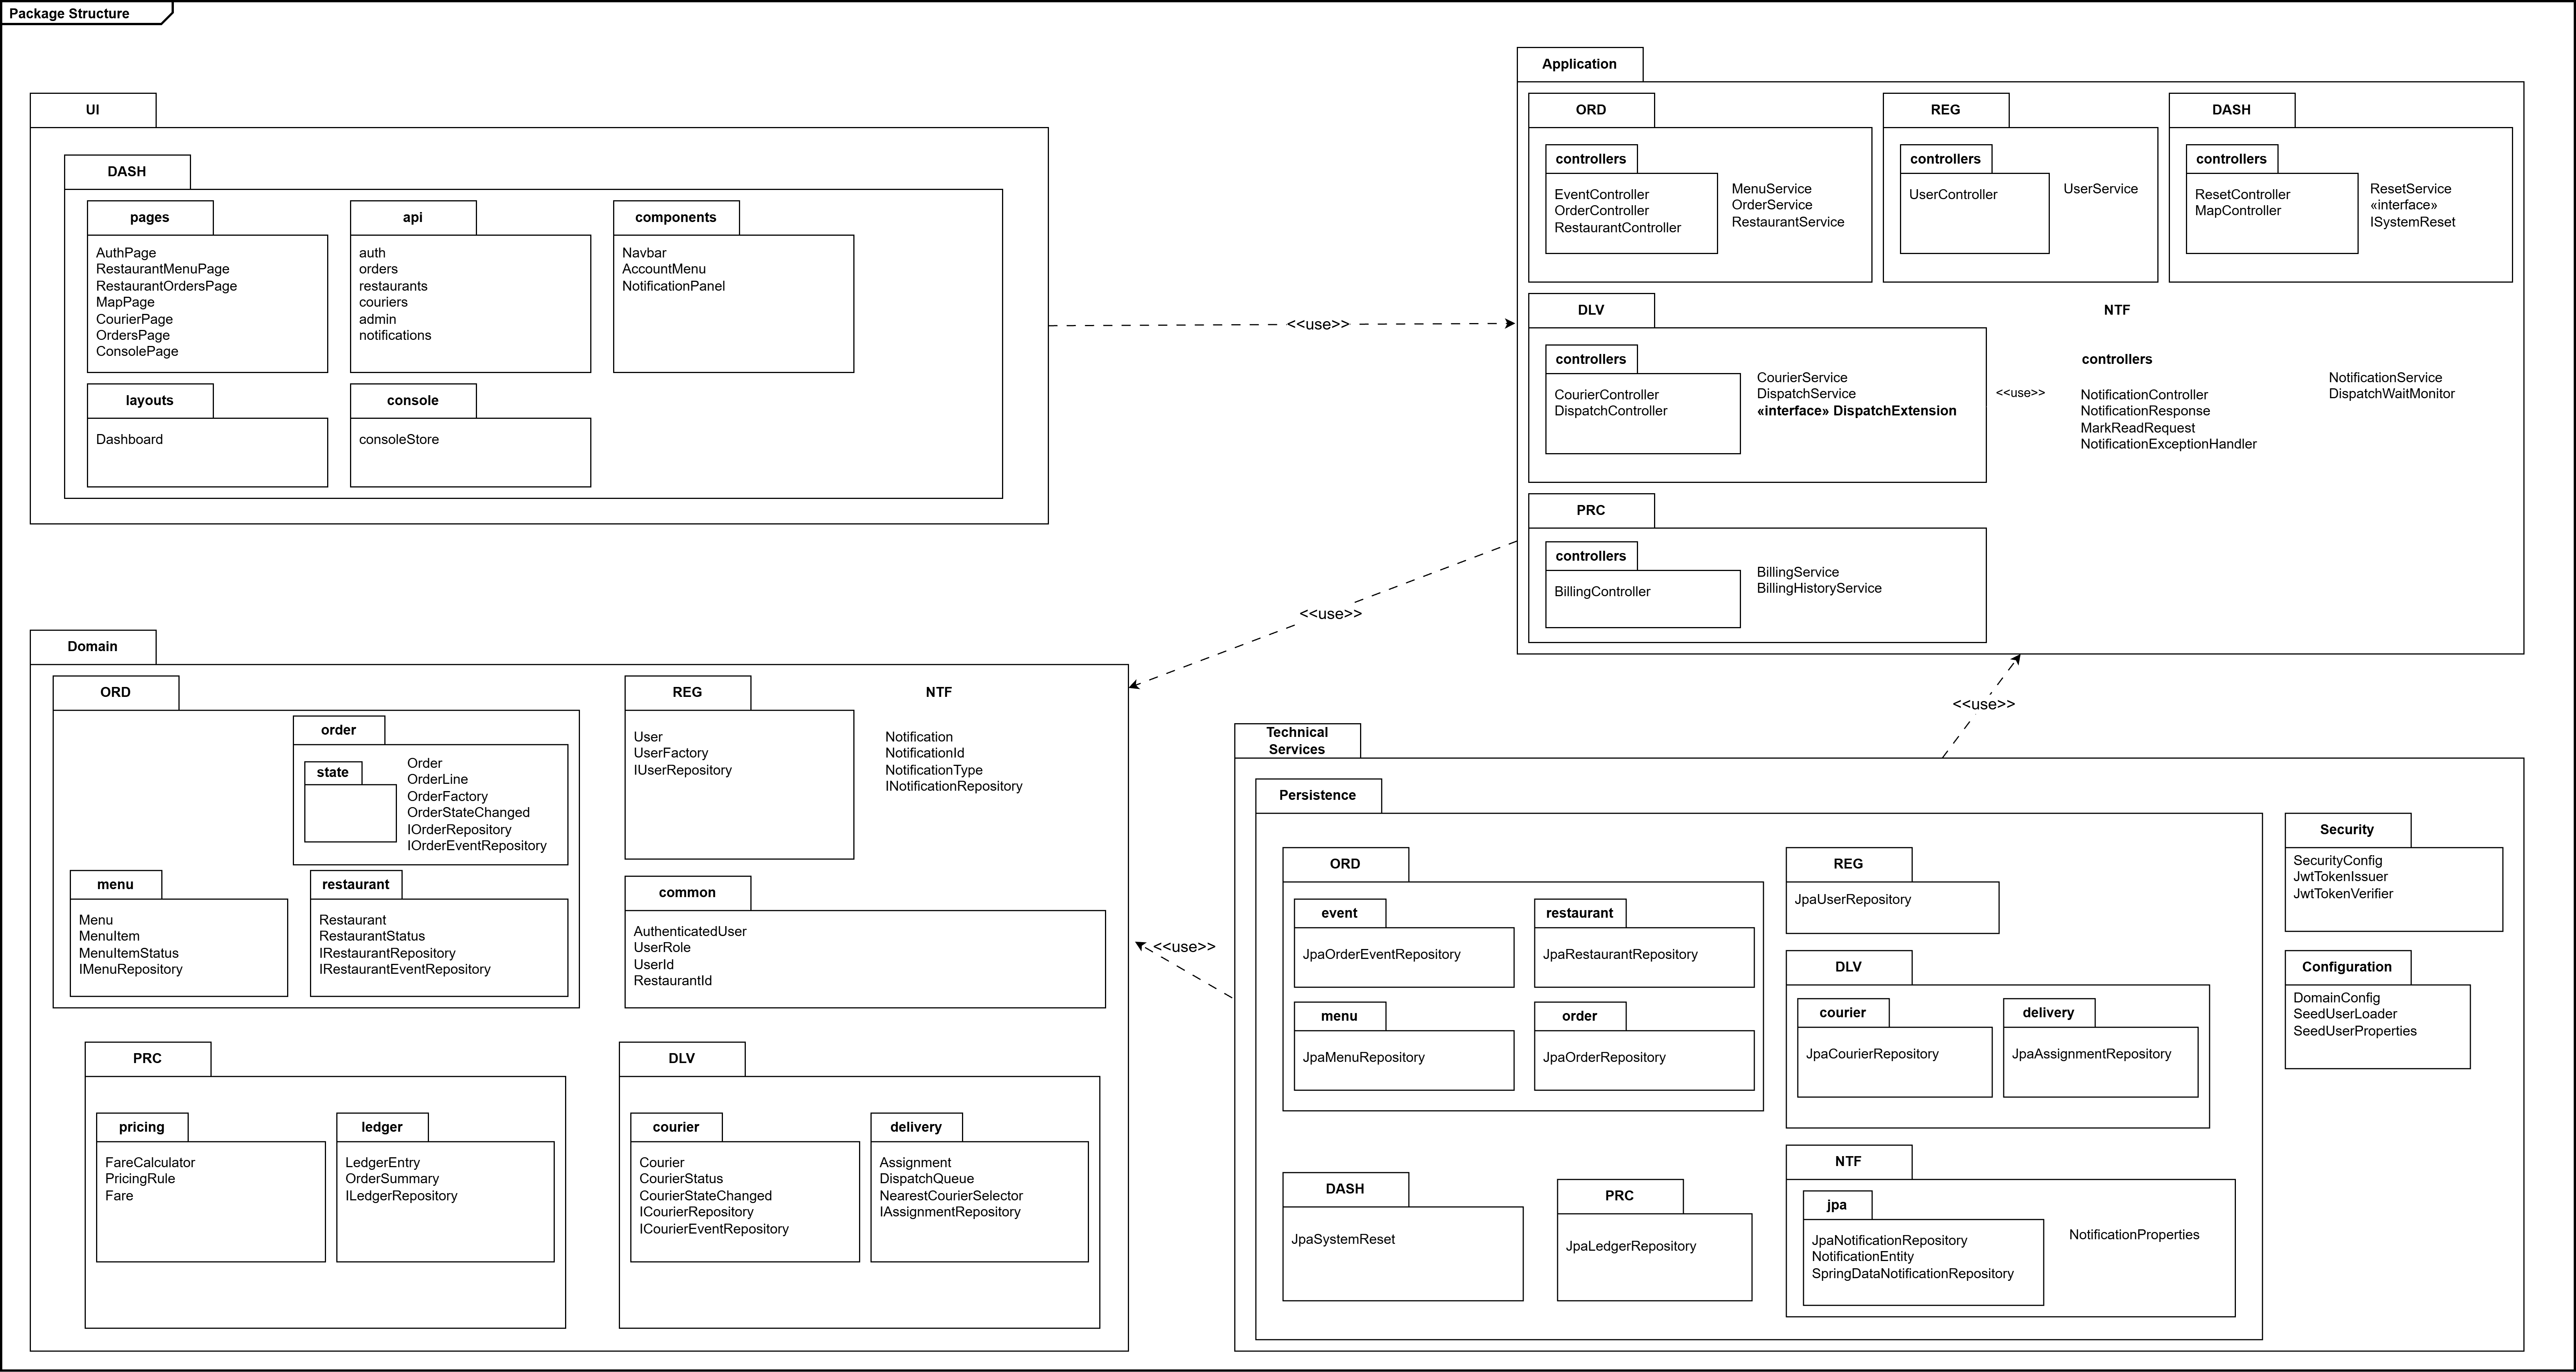 Package Structure
UI
DASH
pages
AuthPage
RestaurantMenuPage
RestaurantOrdersPage
MapPage
CourierPage
OrdersPage
ConsolePage
api
auth
orders
restaurants
couriers
admin
notifications
components
Navbar
AccountMenu
NotificationPanel
layouts
Dashboard
console
consoleStore
<<use>>
Application
ORD
controllers
EventController
OrderController
RestaurantController
MenuService
OrderService
RestaurantService
REG
controllers
UserController
UserService
DASH
controllers
ResetController
MapController
ResetService
«interface»
ISystemReset
DLV
controllers
CourierController
DispatchController
CourierService
DispatchService
«interface» DispatchExtension
<<use>>
NTF
controllers
NotificationController
NotificationResponse
MarkReadRequest
NotificationExceptionHandler
NotificationService
DispatchWaitMonitor
PRC
controllers
BillingController
BillingService
BillingHistoryService
<<use>>
<<use>>
Domain
ORD
order
state
Order
OrderLine
OrderFactory
OrderStateChanged
IOrderRepository
IOrderEventRepository
menu
Menu
MenuItem
MenuItemStatus
IMenuRepository
restaurant
Restaurant
RestaurantStatus
IRestaurantRepository
IRestaurantEventRepository
REG
User
UserFactory
IUserRepository
NTF
Notification
NotificationId
NotificationType
INotificationRepository
common
AuthenticatedUser
UserRole
UserId
RestaurantId
PRC
pricing
FareCalculator
PricingRule
Fare
ledger
LedgerEntry
OrderSummary
ILedgerRepository
DLV
courier
Courier
CourierStatus
CourierStateChanged
ICourierRepository
ICourierEventRepository
delivery
Assignment
DispatchQueue
NearestCourierSelector
IAssignmentRepository
<<use>>
Technical
Services
Persistence
ORD
event
JpaOrderEventRepository
restaurant
JpaRestaurantRepository
menu
JpaMenuRepository
order
JpaOrderRepository
REG
JpaUserRepository
DLV
courier
JpaCourierRepository
delivery
JpaAssignmentRepository
DASH
JpaSystemReset
PRC
JpaLedgerRepository
NTF
jpa
JpaNotificationRepository
NotificationEntity
SpringDataNotificationRepository
NotificationProperties
Security
SecurityConfig
JwtTokenIssuer
JwtTokenVerifier
Configuration
DomainConfig
SeedUserLoader
SeedUserProperties